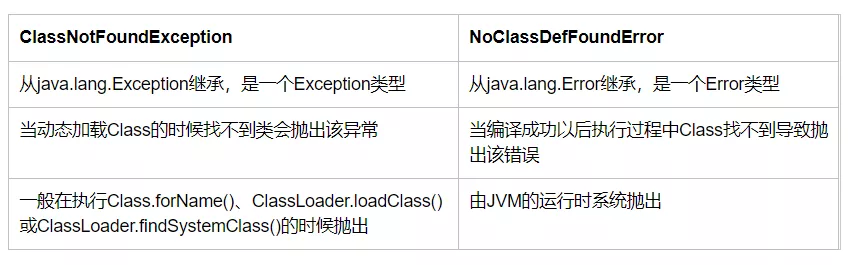 ClassNotFoundException
NoClassDefFoundError
从java.lang.Exception继承，是一个Exception类型
从java.lang.Error继承，是一个Error类型
当动态加载Class的时候找不到类会抛出该异常
当编译成功以后执行过程中Class找不到导致抛
出该错误
一般在执行Class.forName()、ClassLoader.loadClass()
或ClassLoader.findSystemClass()的时候抛出
由JVM的运行时系统抛出